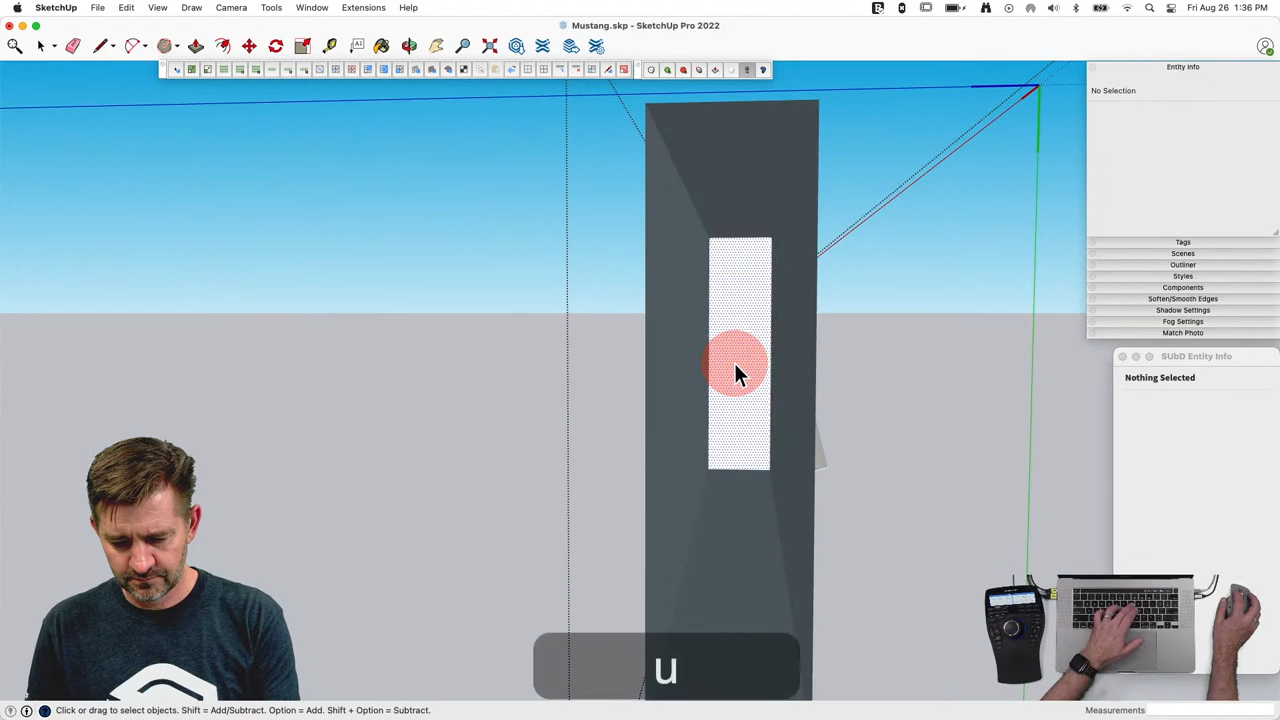 SketchUp File Edit View Draw Camera Tools Window Extensions Help
Fri Aug 26 1:36 PM
Mustang.skp - SketchUp Pro 2022
Entity Info
No Selection
Tags
Scenes
Outliner
Styles
Components
Soften/Smooth Edges
Shadow Settings
Fog Settings
Match Photo
SUbD Entity Info
Nothing Selected
u
Click or drag to select objects. Shift = Add/Subtract. Option = Add. Shift + Option = Subtract.
Measurements